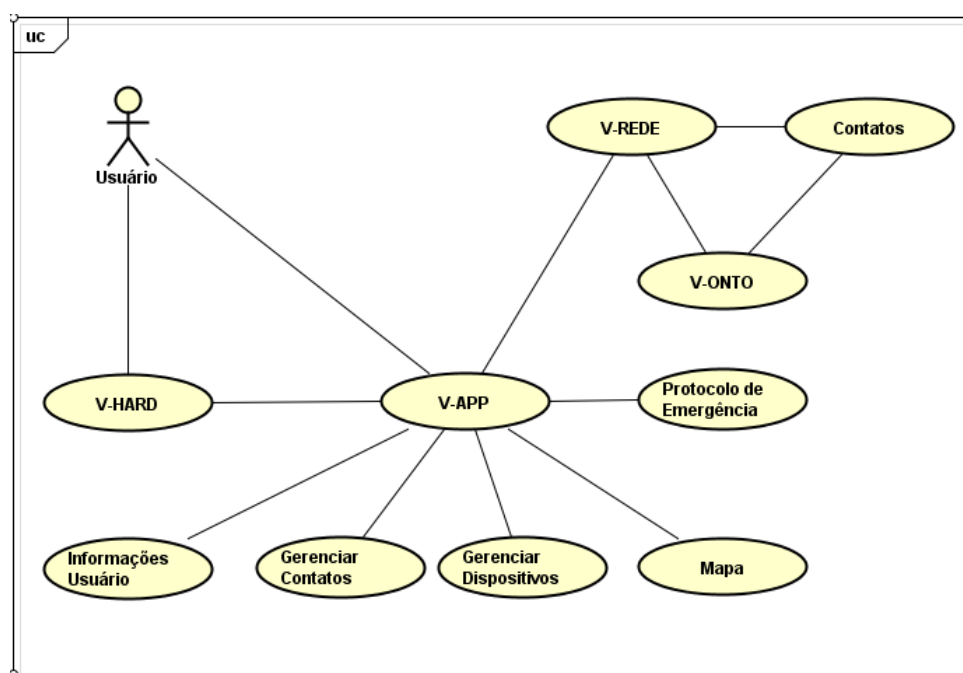 uc
Usuário
V-REDE
Contatos
V-ONTO
V-HARD
V-APP
Protocolo de
Emergência
Informações
Usuário
Gerenciar
Contatos
Gerenciar
Dispositivos
Mapa